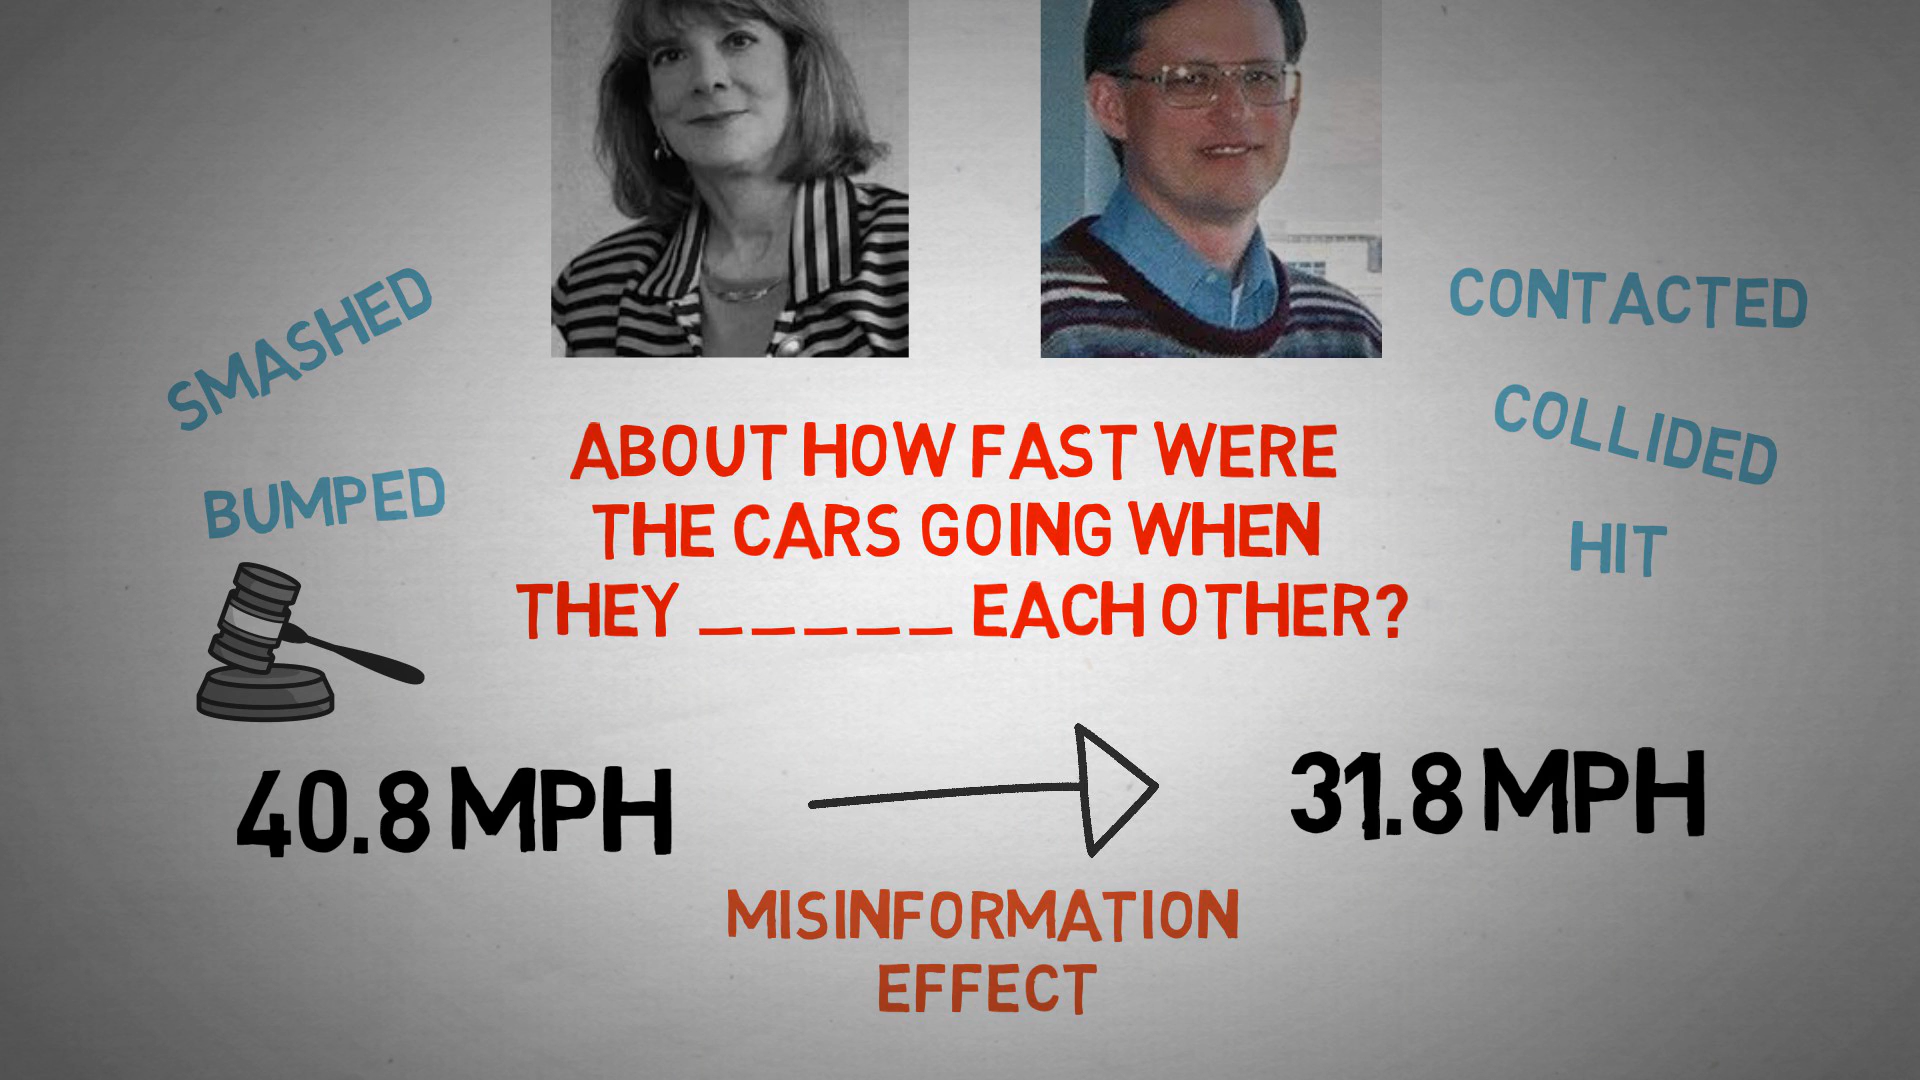 SMASHED
BUMPED
CONTACTED
COLLIDED
HIT
ABOUT HOW FAST WERE
THE CARS GOING WHEN
THEY _ _ _ _ _ EACH OTHER?
40.8 MPH
31.8 MPH
MISINFORMATION
EFFECT